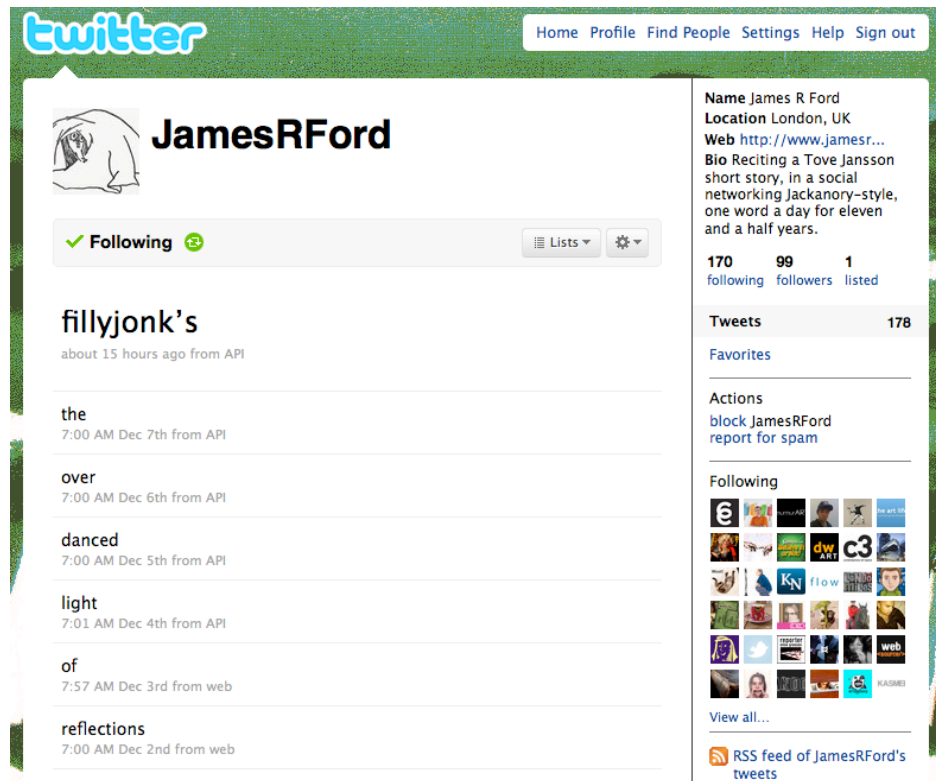 twitter
Home Profile Find People Settings Help Sign out
JamesRFord
Following
Lists
fillyjonk's
about 15 hours ago from API
the
7:00 AM Dec 7th from API
over
7:00 AM Dec 6th from API
danced
7:00 AM Dec 5th from API
light
7:01 AM Dec 4th from API
of
7:57 AM Dec 3rd from web
reflections
7:00 AM Dec 2nd from web
Name James R Ford
Location London, UK
Web http://www.jamesr...
Bio Reciting a Tove Jansson
short story, in a social
networking Jackanory-style,
one word a day for eleven
and a half years.
170 99 1
following followers listed
Tweets 178
Favorites
Actions
block JamesRFord
report for spam
Following
he art life
dw ART
c3
KN
flow
reporter
web
KASMEI
View all...
RSS feed of JamesRFord's
tweets